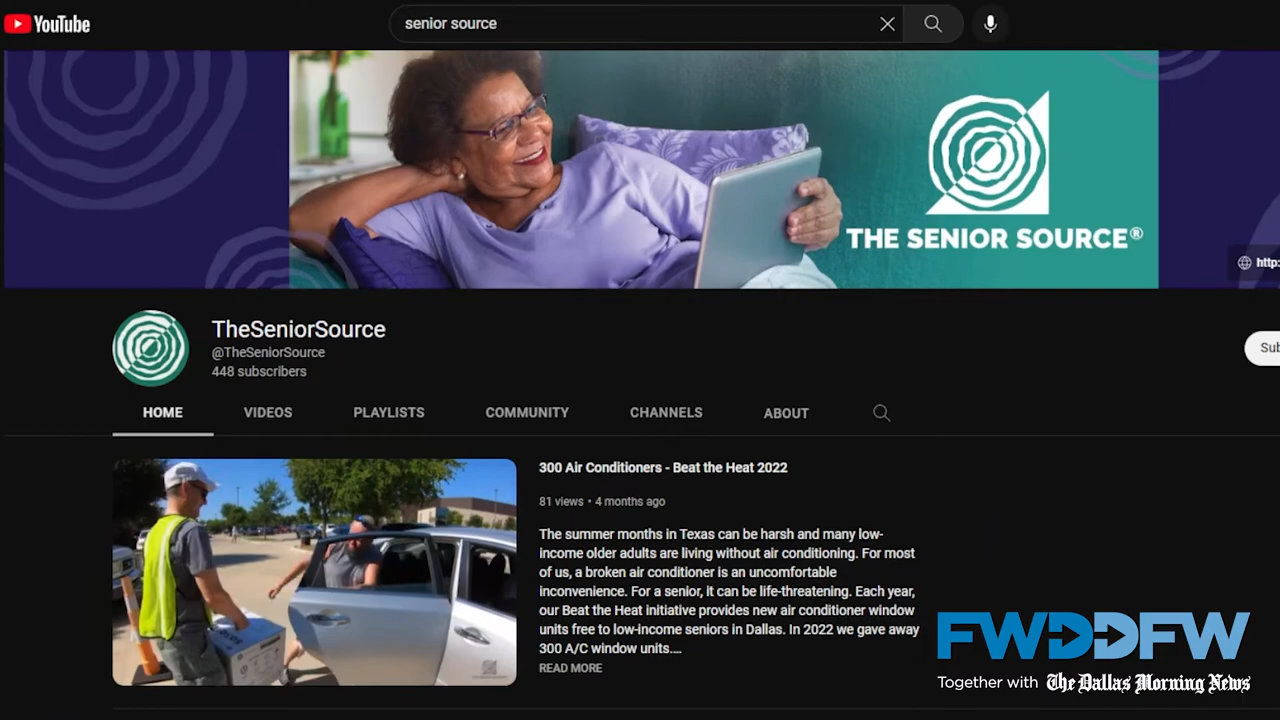 YouTube
senior source
THE SENIOR SOURCE®
http:
TheSeniorSource
@TheSeniorSource
448 subscribers
Sub
HOME VIDEOS PLAYLISTS COMMUNITY CHANNELS ABOUT
300 Air Conditioners - Beat the Heat 2022
81 views • 4 months ago
The summer months in Texas can be harsh and many low-
income older adults are living without air conditioning. For most
of us, a broken air conditioner is an uncomfortable
inconvenience. For a senior, it can be life-threatening. Each year,
our Beat the Heat initiative provides new air conditioner window
units free to low-income seniors in Dallas. In 2022 we gave away
300 A/C window units....
READ MORE
FWD>DFW
Together with The Dallas Morning News